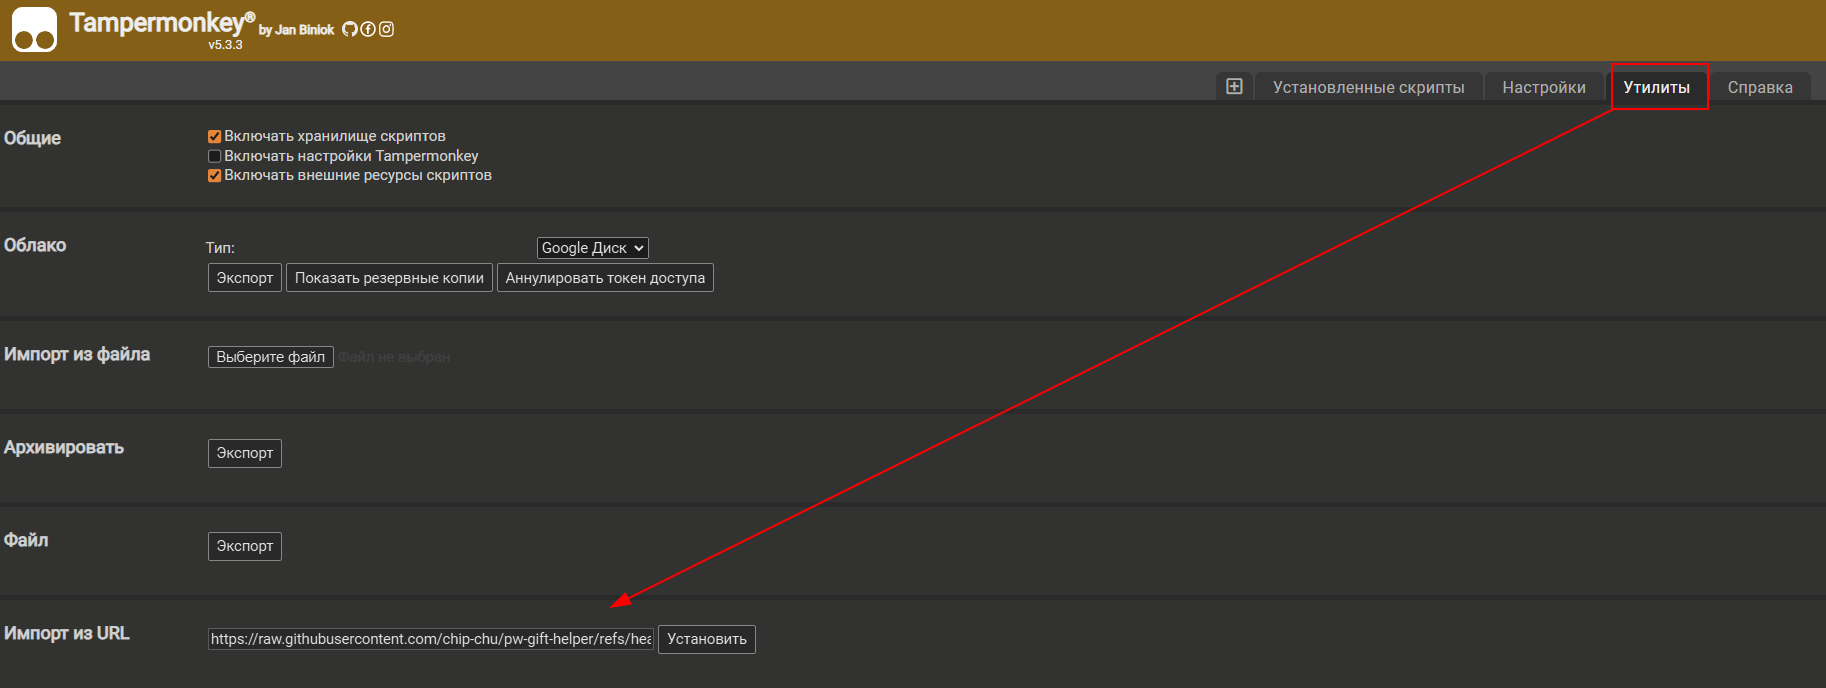 Tampermonkey® by Jan Biniok
v5.3.3
Установленные скрипты Настройки Утилиты Справка
Общие
Включать хранилище скриптов
Включать настройки Tampermonkey
Включать внешние ресурсы скриптов
Облако
Тип: Google Диск
Экспорт Показать резервные копии Аннулировать токен доступа
Импорт из файла
Выберите файл Файл не выбран
Архивировать
Экспорт
Файл
Экспорт
Импорт из URL
https://raw.githubusercontent.com/chip-chu/pw-gift-helper/refs/hea Установить